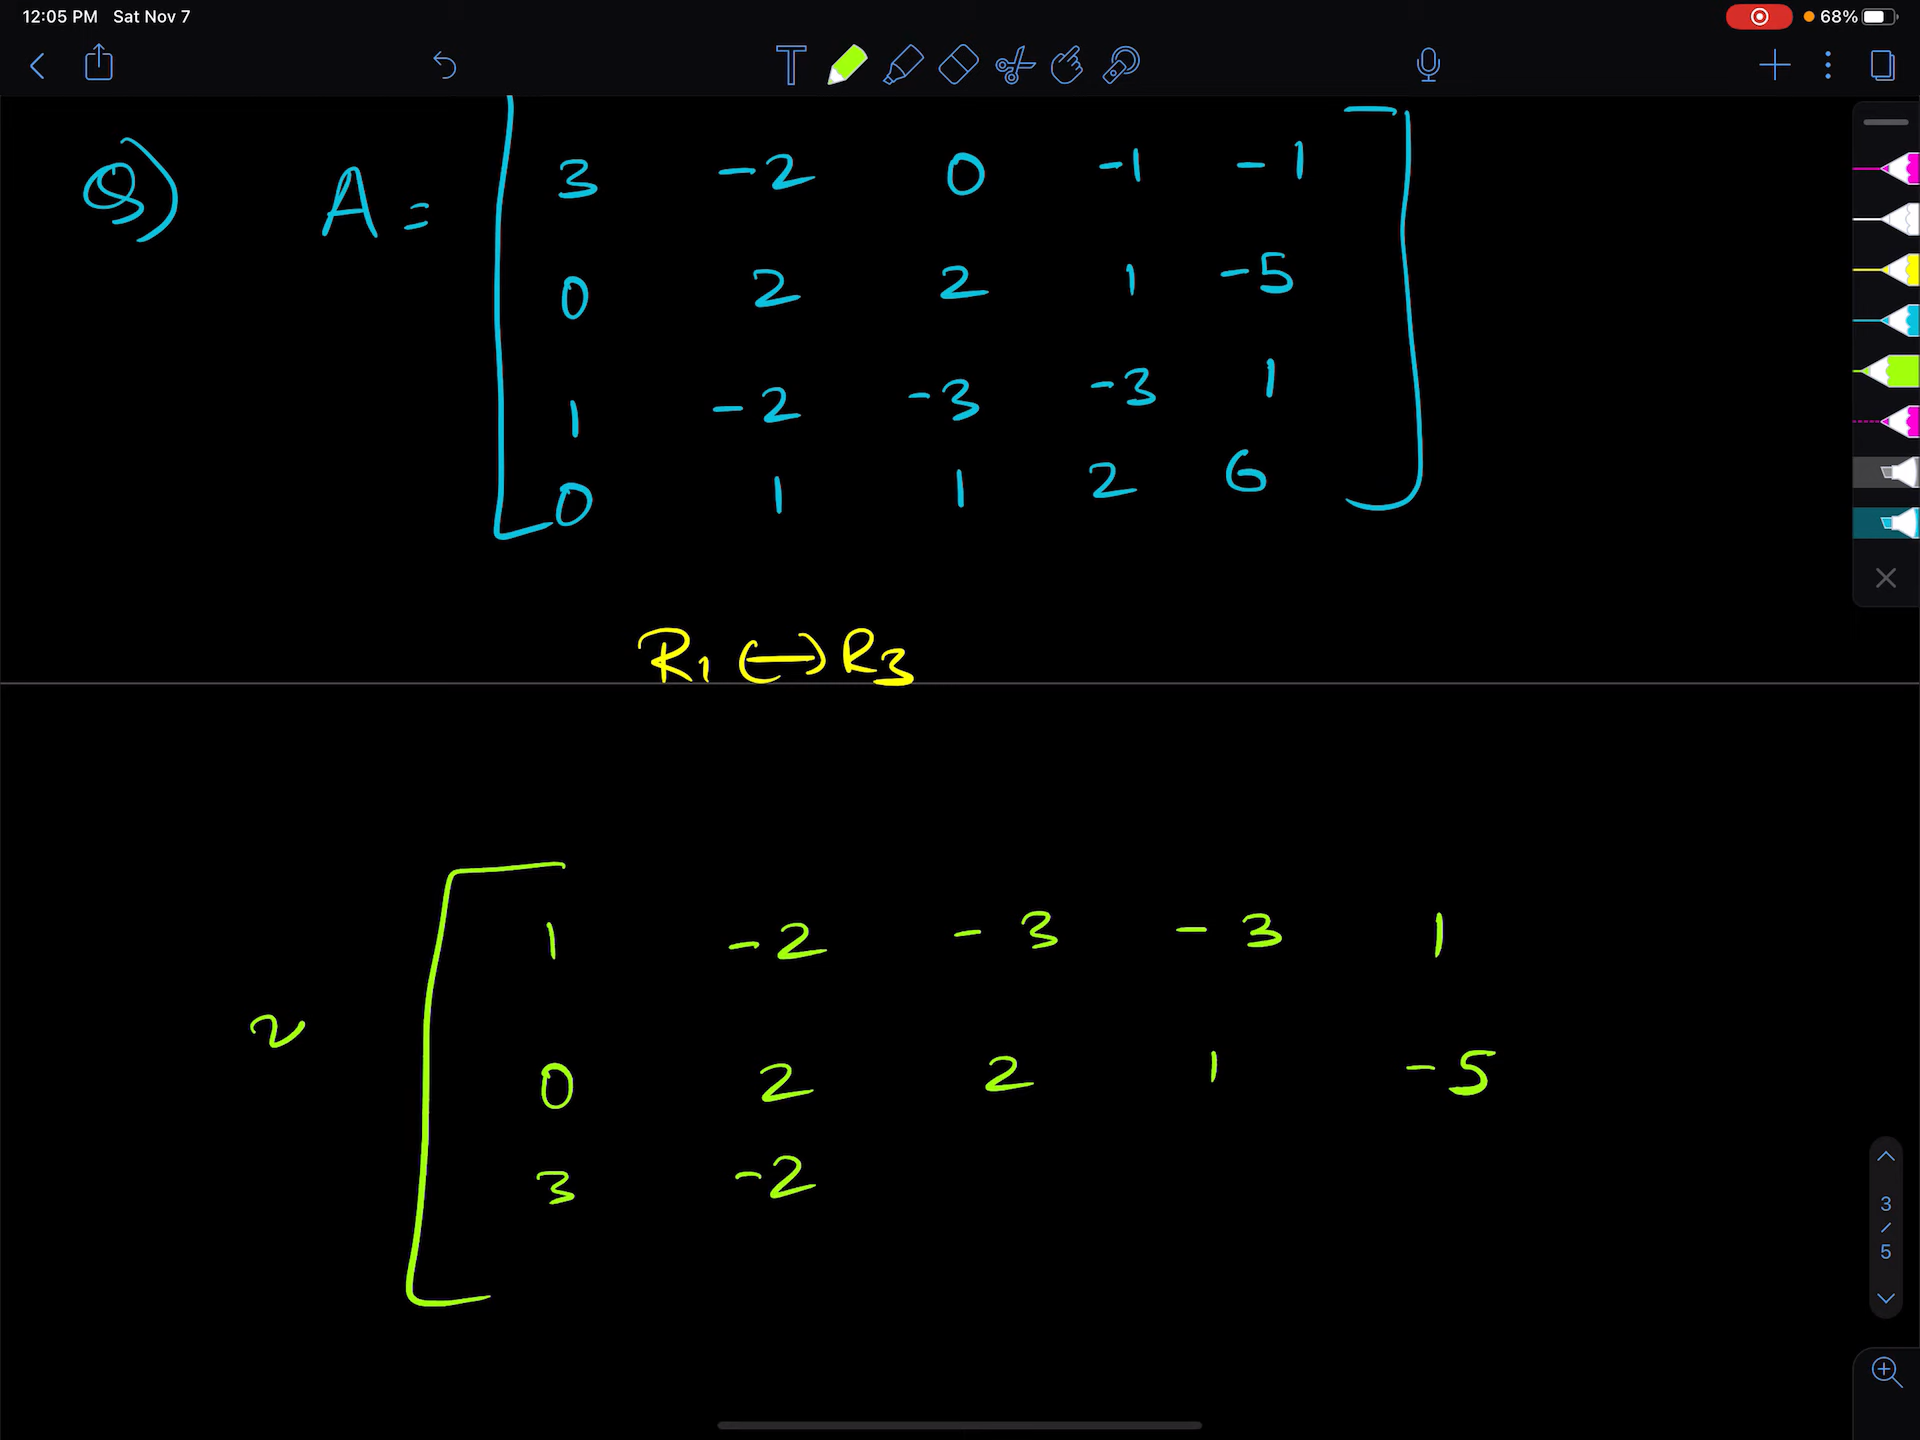 12:05 PM Sat Nov 7
68%
Q) A = 3 -2 0 -1 -1
0 2 2 1 -5
1 -2 -3 -3 1
0 1 1 2 6
R1 ↔ R3
~
1 -2 -3 -3 1
0 2 2 1 -5
3 -2
3
/
5